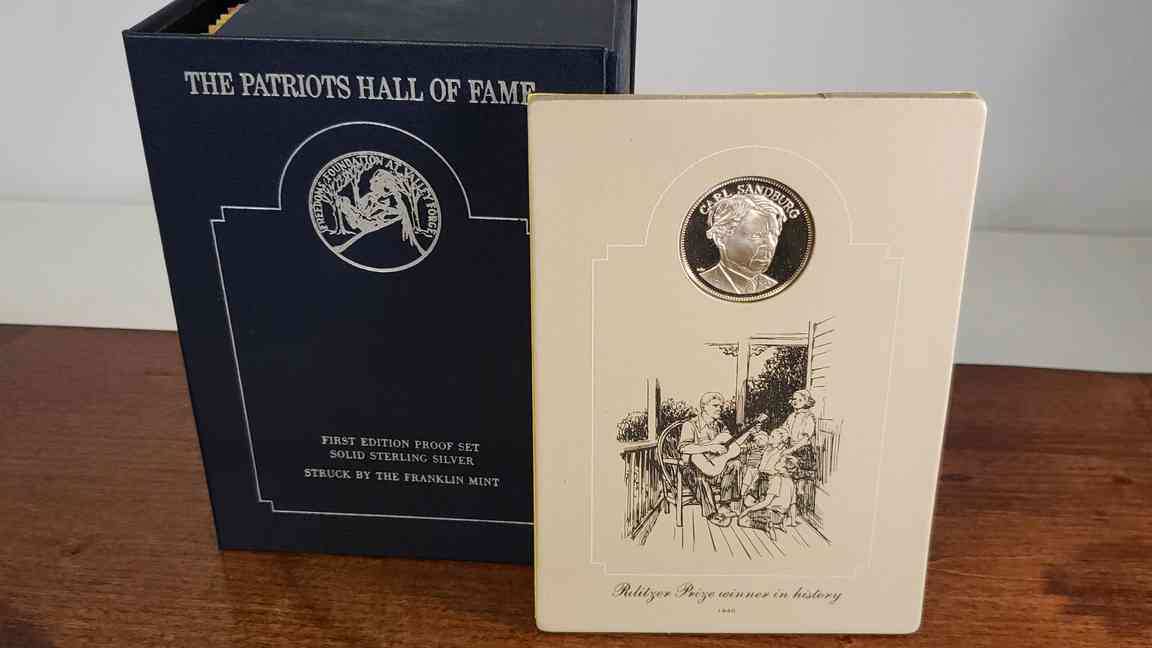 THE PATRIOTS HALL OF FAME
FREEDOMS FOUNDATION AT VALLEY FORGE
FIRST EDITION PROOF SET
SOLID STERLING SILVER
STRUCK BY THE FRANKLIN MINT
CARL SANDBURG
Pulitzer Prize winner in history
1940